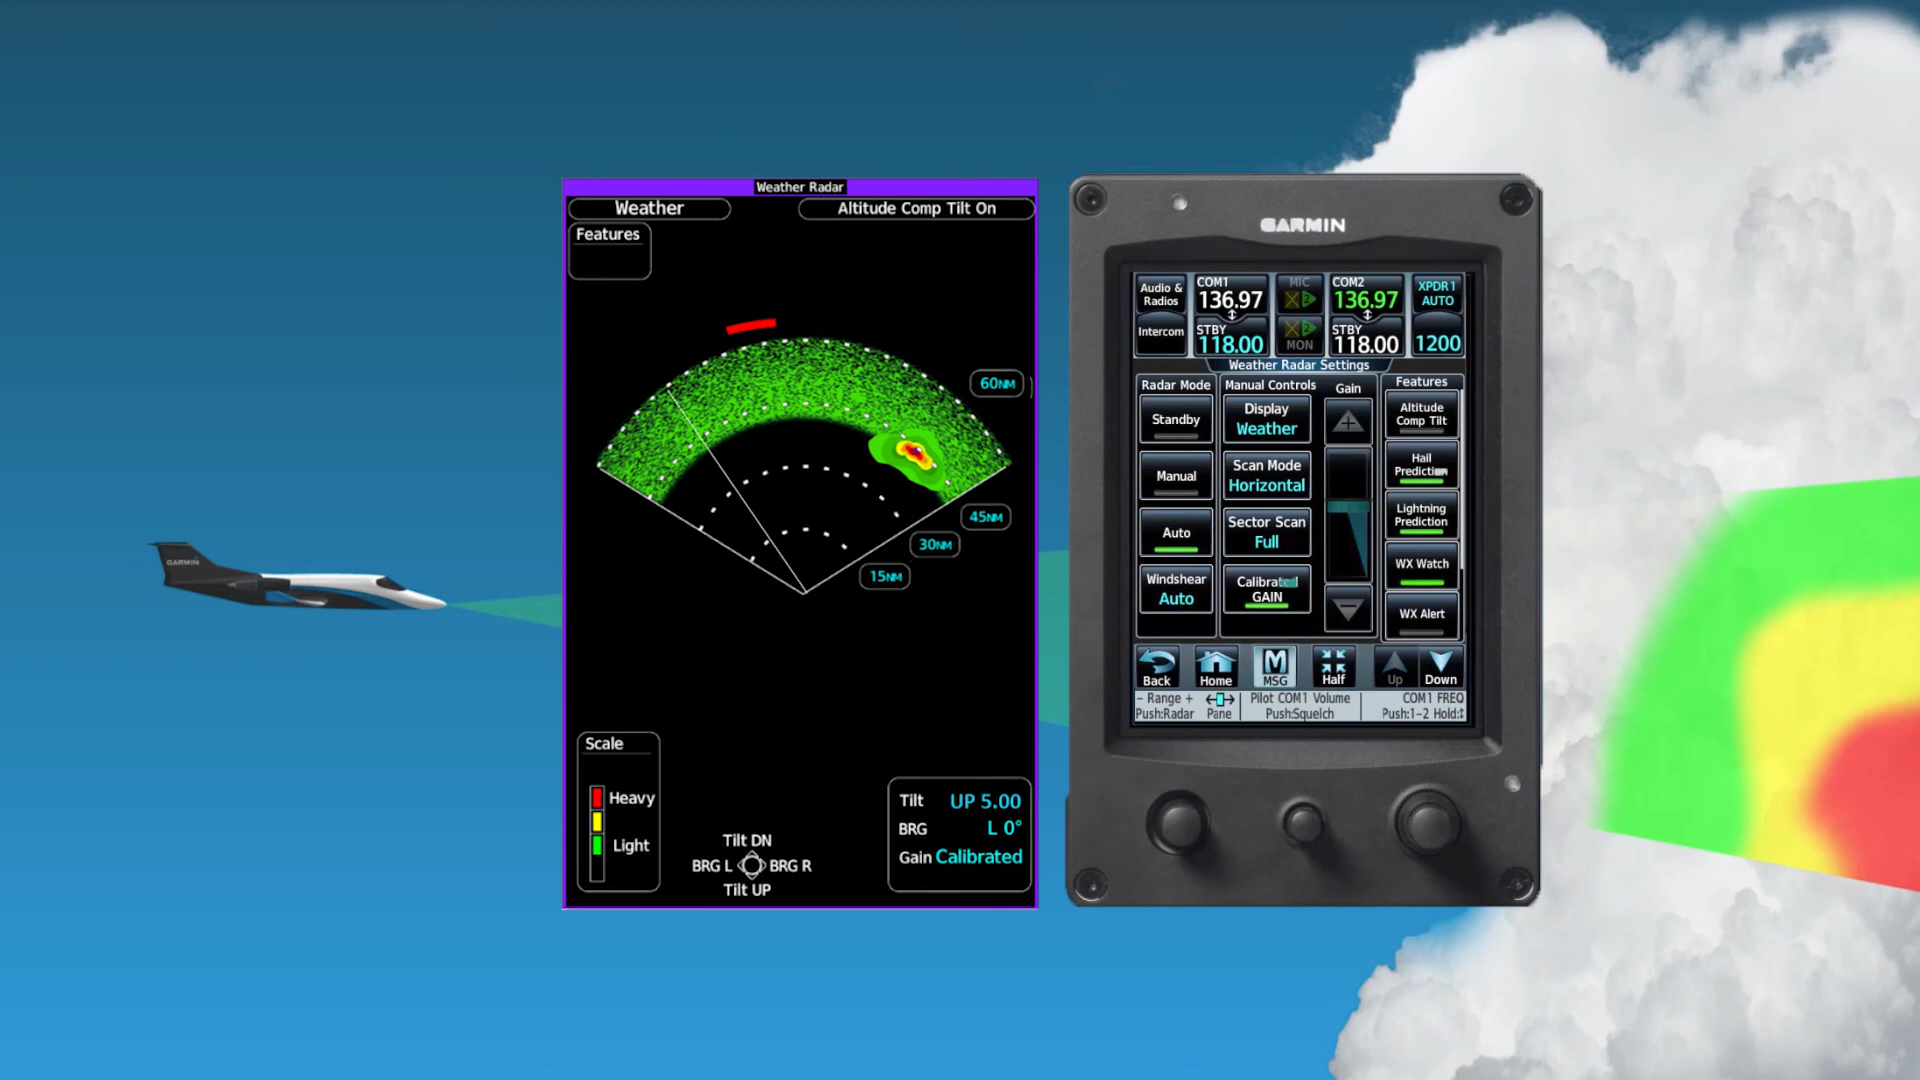 GARMIN
Weather Radar
Weather
Altitude Comp Tilt On
Features
60NM
45NM
30NM
15NM
Scale
Heavy
Light
Tilt DN
BRG L
BRG R
Tilt UP
Tilt UP 5.00
BRG L 0°
Gain Calibrated
GARMIN
Audio &
Radios
Intercom
COM1
136.97
STBY
118.00
MIC
MON
COM2
136.97
STBY
118.00
XPDR1
AUTO
1200
Weather Radar Settings
Radar Mode
Standby
Manual
Auto
Windshear
Auto
Manual Controls
Display
Weather
Scan Mode
Horizontal
Sector Scan
Full
Calibrated
GAIN
Gain
Features
Altitude
Comp Tilt
Hail
Prediction
Lightning
Prediction
WX Watch
WX Alert
Back
Home
MSG
Half
Up
Down
– Range +
Push:Radar
Pane
Pilot COM1 Volume
Push:Squelch
COM1 FREQ
Push:1–2 Hold:↕